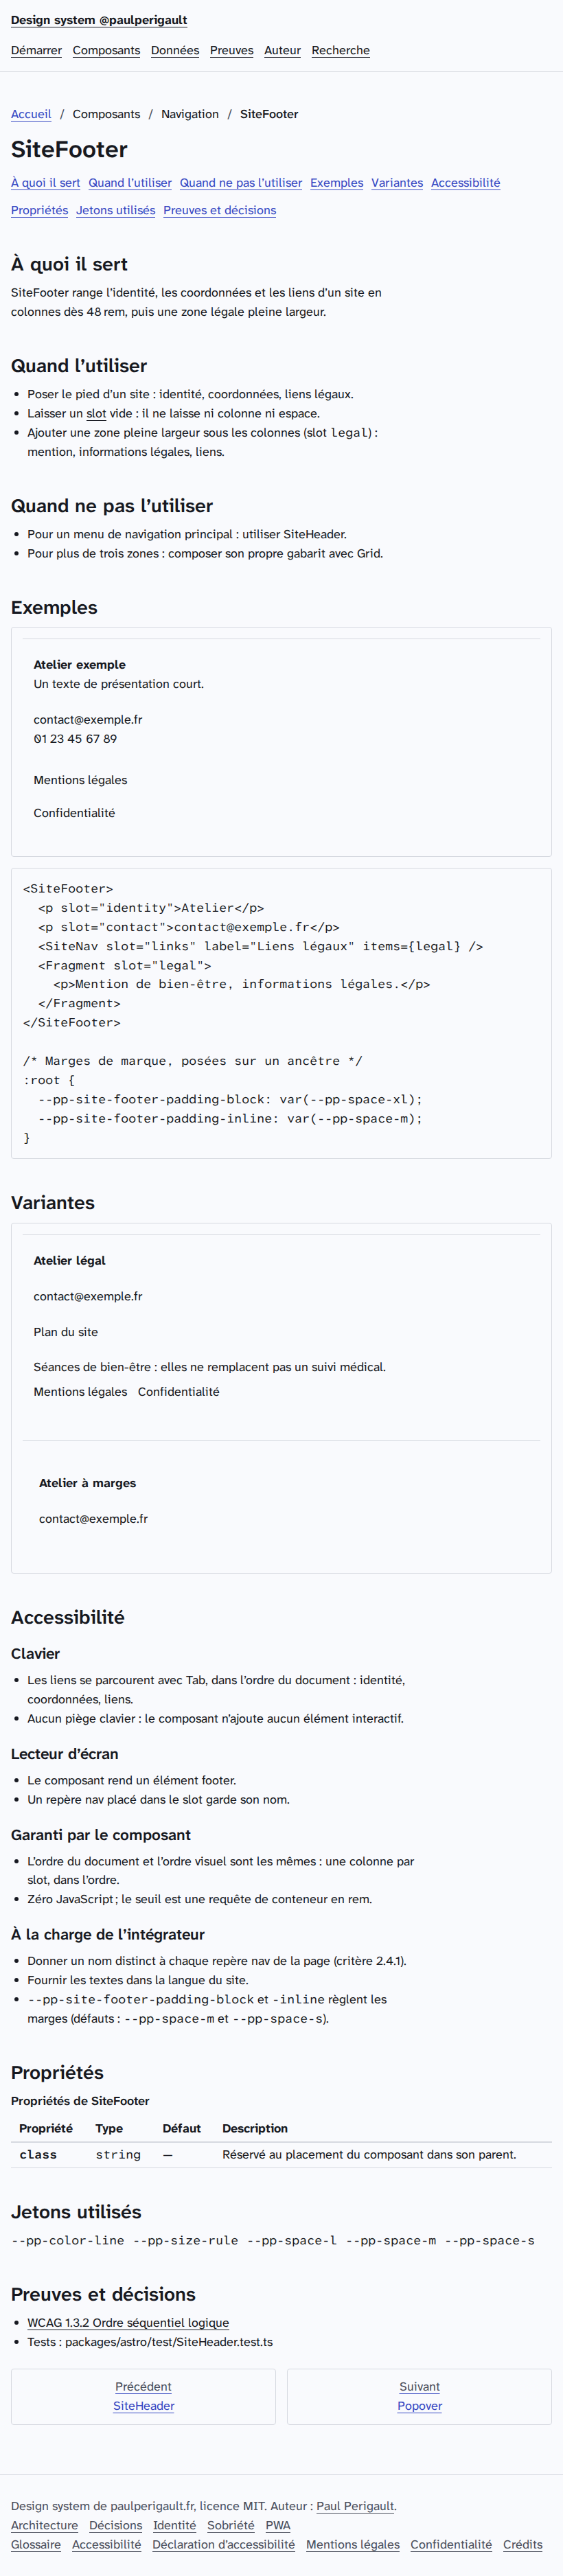 Design system @paulperigault
Démarrer Composants Données Preuves Auteur Recherche
Accueil / Composants / Navigation / SiteFooter
SiteFooter
À quoi il sert Quand l’utiliser Quand ne pas l’utiliser Exemples Variantes Accessibilité
Propriétés Jetons utilisés Preuves et décisions
À quoi il sert
SiteFooter range l’identité, les coordonnées et les liens d’un site en
colonnes dès 48 rem, puis une zone légale pleine largeur.
Quand l’utiliser
• Poser le pied d’un site : identité, coordonnées, liens légaux.
• Laisser un slot vide : il ne laisse ni colonne ni espace.
• Ajouter une zone pleine largeur sous les colonnes (slot legal) :
mention, informations légales, liens.
Quand ne pas l’utiliser
• Pour un menu de navigation principal : utiliser SiteHeader.
• Pour plus de trois zones : composer son propre gabarit avec Grid.
Exemples
Atelier exemple
Un texte de présentation court.
contact@exemple.fr
01 23 45 67 89
Mentions légales
Confidentialité
<SiteFooter>
  <p slot="identity">Atelier</p>
  <p slot="contact">contact@exemple.fr</p>
  <SiteNav slot="links" label="Liens légaux" items={legal} />
  <Fragment slot="legal">
    <p>Mention de bien-être, informations légales.</p>
  </Fragment>
</SiteFooter>
/* Marges de marque, posées sur un ancêtre */
:root {
  --pp-site-footer-padding-block: var(--pp-space-xl);
  --pp-site-footer-padding-inline: var(--pp-space-m);
}
Variantes
Atelier légal
contact@exemple.fr
Plan du site
Séances de bien-être : elles ne remplacent pas un suivi médical.
Mentions légales Confidentialité
Atelier à marges
contact@exemple.fr
Accessibilité
Clavier
• Les liens se parcourent avec Tab, dans l’ordre du document : identité,
coordonnées, liens.
• Aucun piège clavier : le composant n’ajoute aucun élément interactif.
Lecteur d’écran
• Le composant rend un élément footer.
• Un repère nav placé dans le slot garde son nom.
Garanti par le composant
• L’ordre du document et l’ordre visuel sont les mêmes : une colonne par
slot, dans l’ordre.
• Zéro JavaScript ; le seuil est une requête de conteneur en rem.
À la charge de l’intégrateur
• Donner un nom distinct à chaque repère nav de la page (critère 2.4.1).
• Fournir les textes dans la langue du site.
• --pp-site-footer-padding-block et -inline règlent les
marges (défauts : --pp-space-m et --pp-space-s).
Propriétés
Propriétés de SiteFooter
Propriété Type Défaut Description
class string — Réservé au placement du composant dans son parent.
Jetons utilisés
--pp-color-line --pp-size-rule --pp-space-l --pp-space-m --pp-space-s
Preuves et décisions
• WCAG 1.3.2 Ordre séquentiel logique
• Tests : packages/astro/test/SiteHeader.test.ts
Précédent
SiteHeader
Suivant
Popover
Design system de paulperigault.fr, licence MIT. Auteur : Paul Perigault.
Architecture Décisions Identité Sobriété PWA
Glossaire Accessibilité Déclaration d’accessibilité Mentions légales Confidentialité Crédits